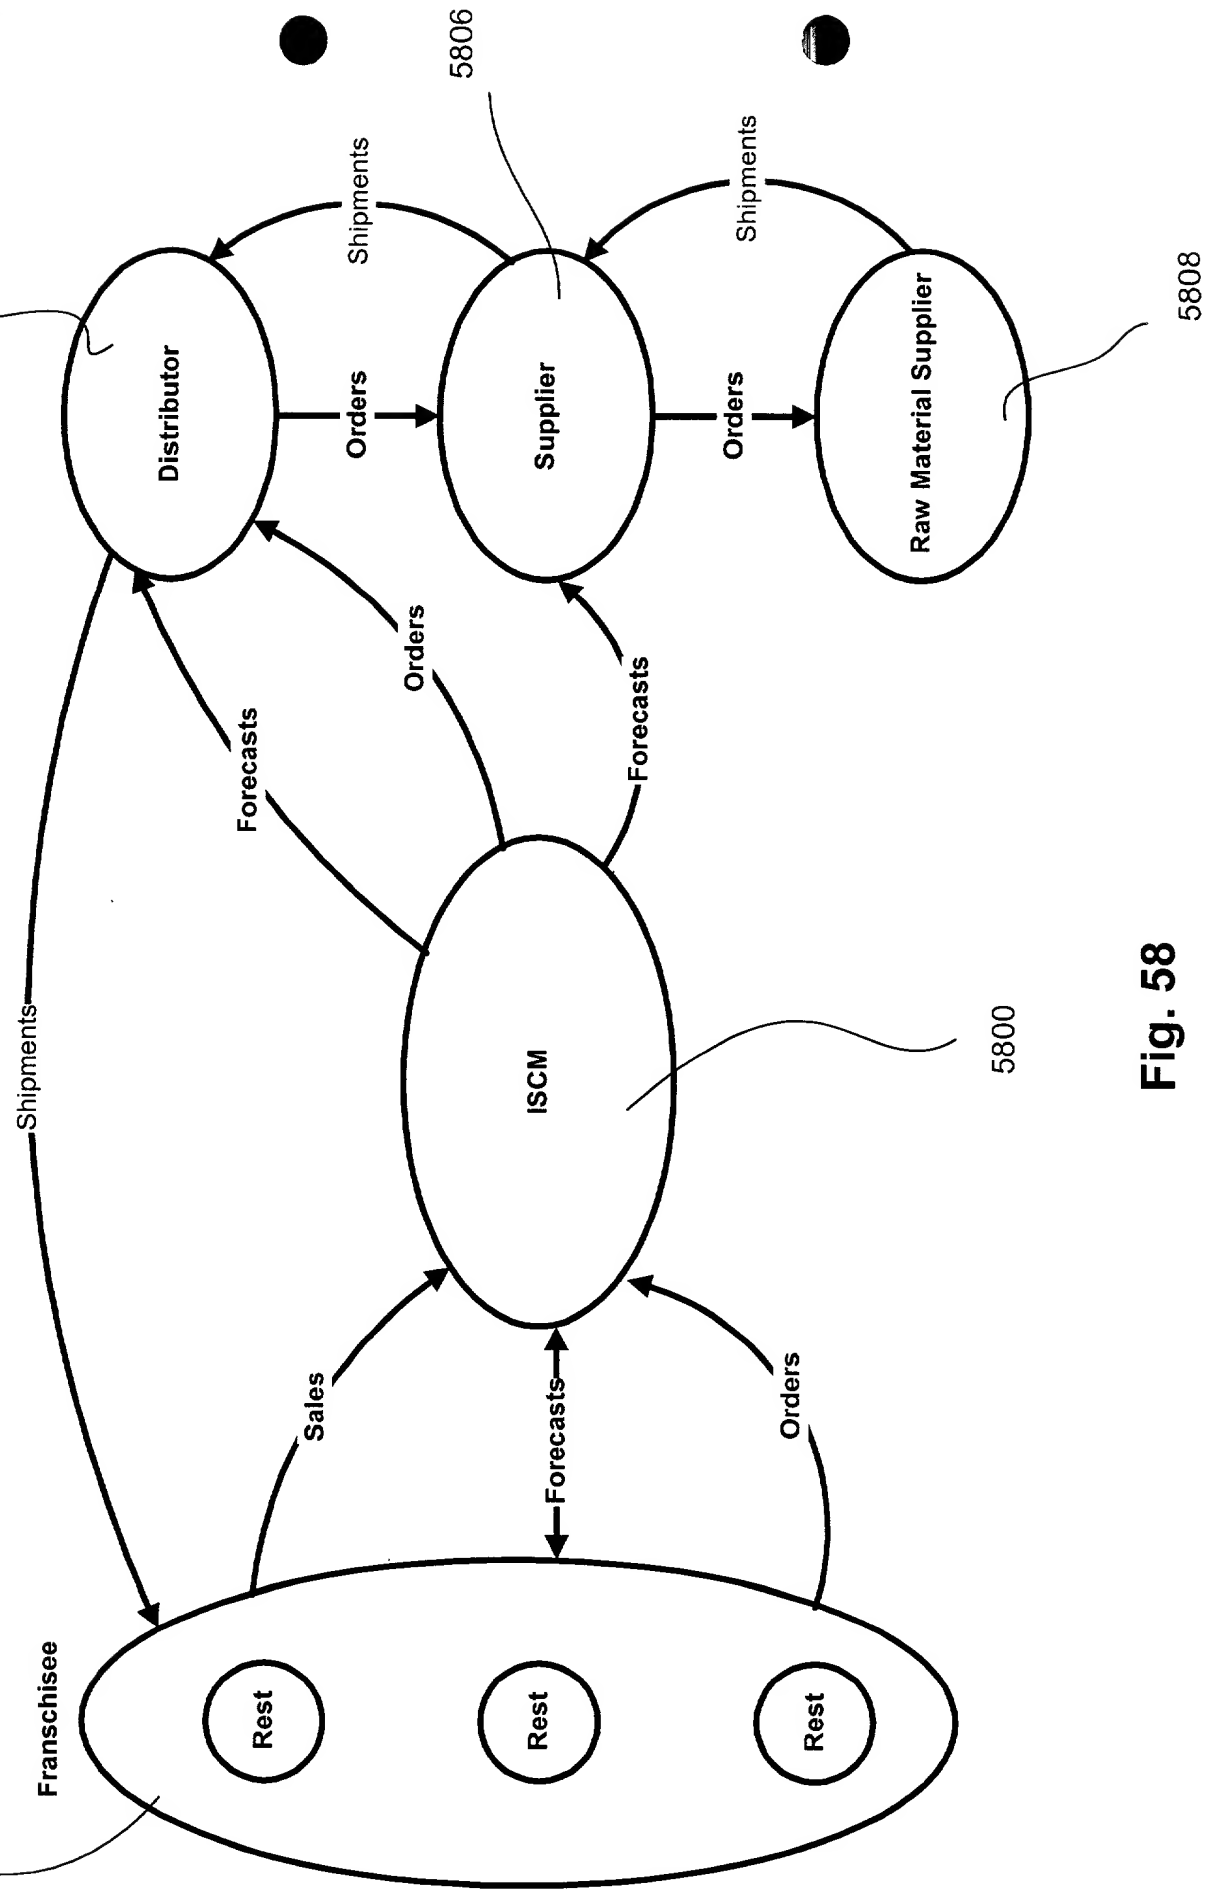 Shipments
Franschisee
Rest
Rest
Rest
Sales
Forecasts
Orders
ISCM
5800
Forecasts
Orders
Forecasts
Distributor
Orders
Shipments
Supplier
5806
Orders
Shipments
Raw Material Supplier
5808
Fig. 58